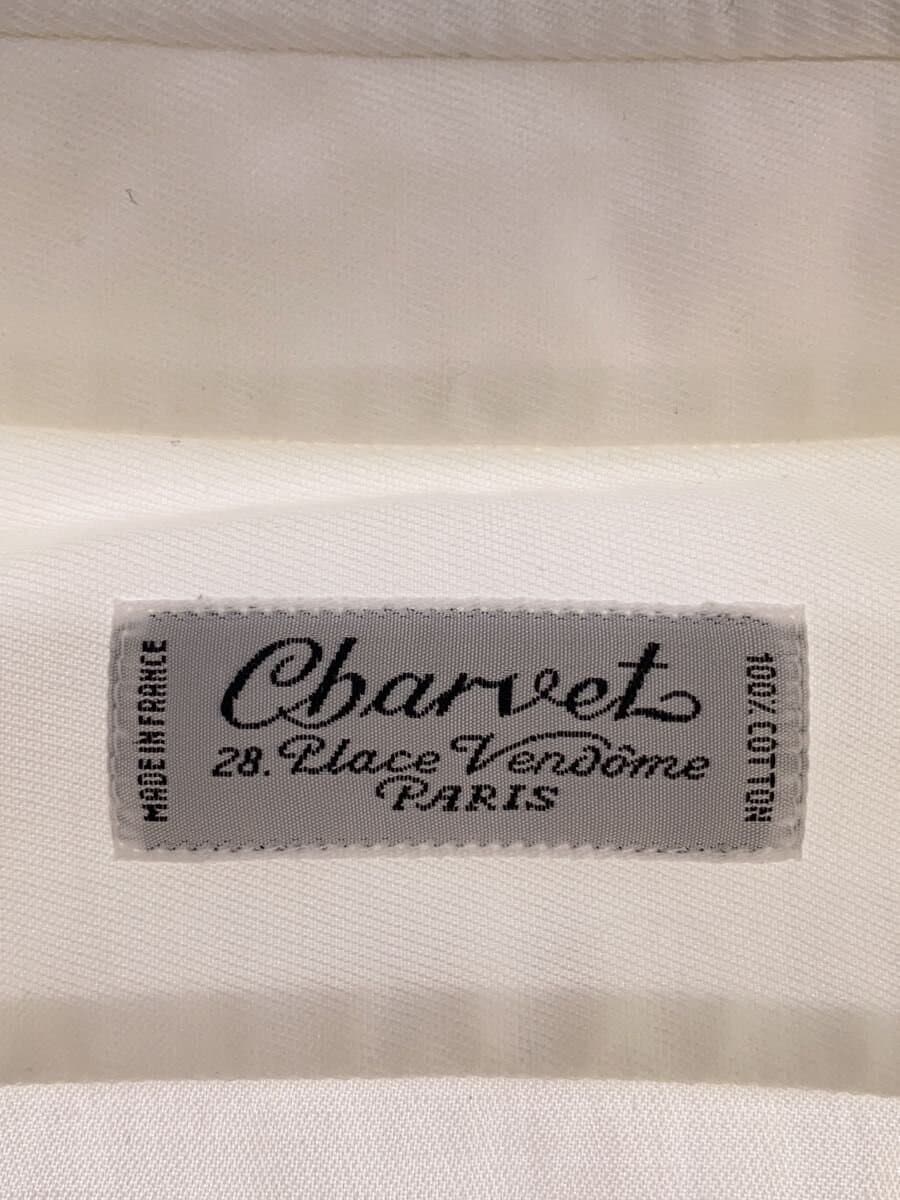 Charvet
28. Place Vendôme
PARIS
MADE IN FRANCE
100% COTTON